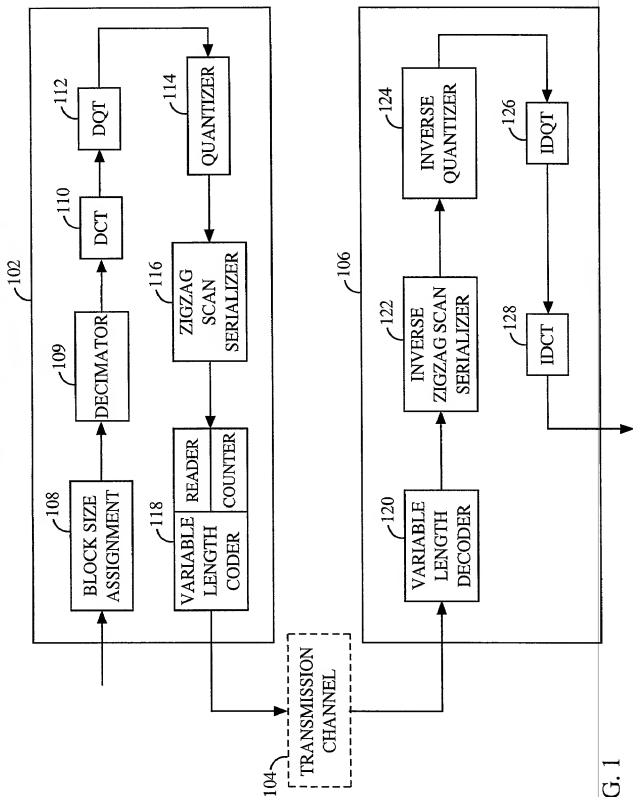 102
108
BLOCK SIZE
ASSIGNMENT
109
DECIMATOR
110
DCT
112
DQT
114
QUANTIZER
116
ZIGZAG
SCAN
SERIALIZER
118
VARIABLE
LENGTH
CODER
READER
COUNTER
104
TRANSMISSION
CHANNEL
106
120
VARIABLE
LENGTH
DECODER
122
INVERSE
ZIGZAG SCAN
SERIALIZER
124
INVERSE
QUANTIZER
126
IDQT
128
IDCT
G. 1